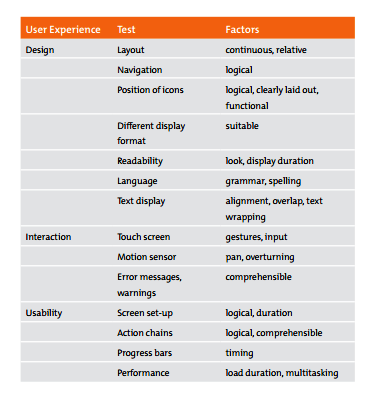 User Experience Test Factors
Design Layout continuous, relative
Navigation logical
Position of icons logical, clearly laid out,
functional
Different display suitable
format
Readability look, display duration
Language grammar, spelling
Text display alignment, overlap, text
wrapping
Interaction Touch screen gestures, input
Motion sensor pan, overturning
Error messages, comprehensible
warnings
Usability Screen set-up logical, duration
Action chains logical, comprehensible
Progress bars timing
Performance load duration, multitasking